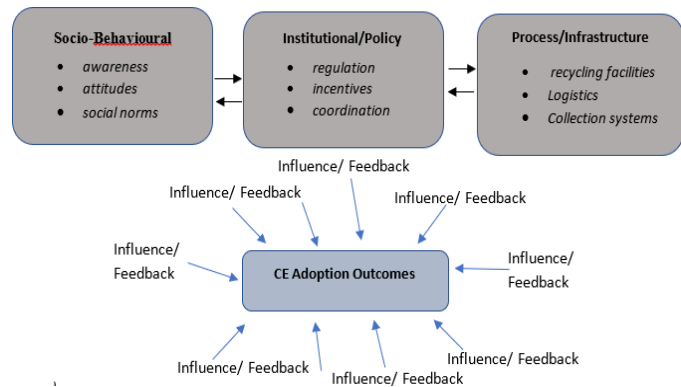 Socio-Behavioural
• awareness
• attitudes
• social norms
Institutional/Policy
• regulation
• incentives
• coordination
Process/Infrastructure
• recycling facilities
• Logistics
• Collection systems
Influence/ Feedback
Influence/ Feedback
Influence/ Feedback
Influence/
Feedback
CE Adoption Outcomes
Influence/
Feedback
Influence/ Feedback
Influence/ Feedback
Influence/ Feedback